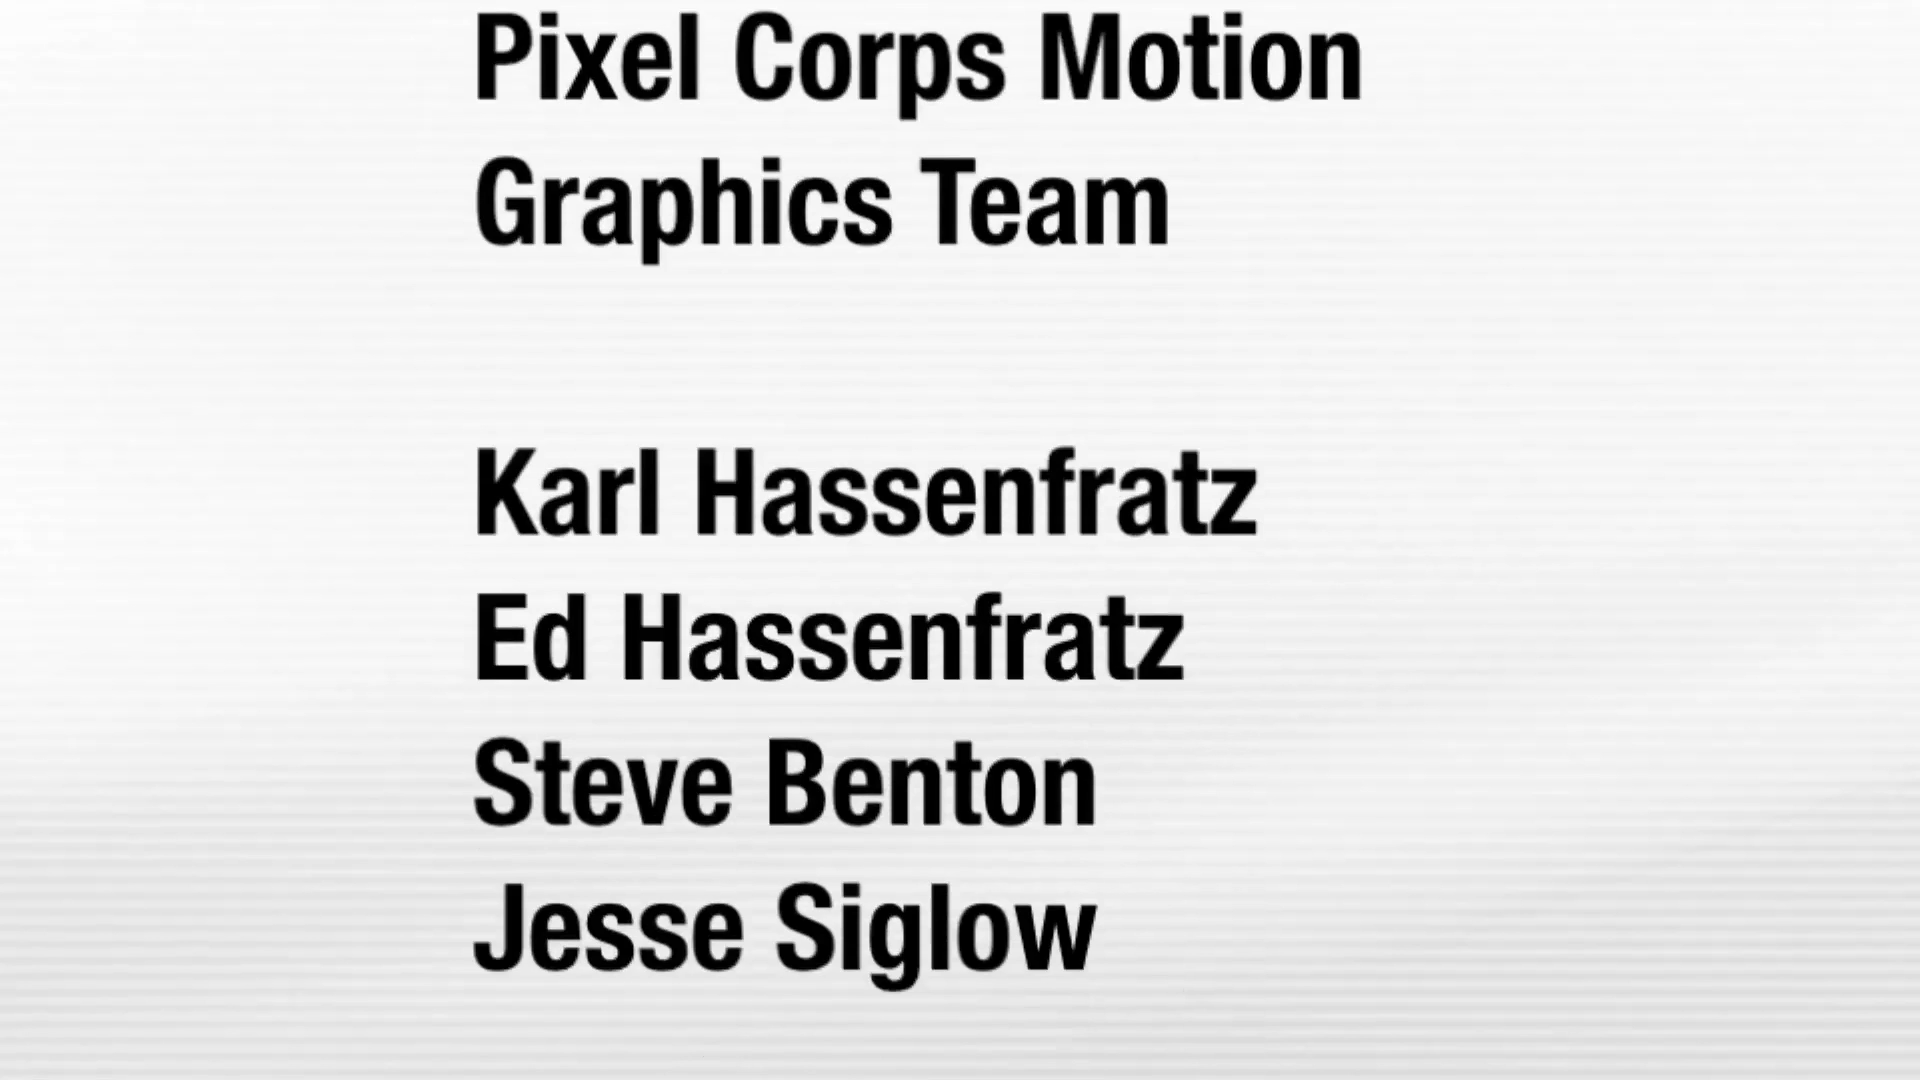 Pixel Corps Motion
Graphics Team
Karl Hassenfratz
Ed Hassenfratz
Steve Benton
Jesse Siglow